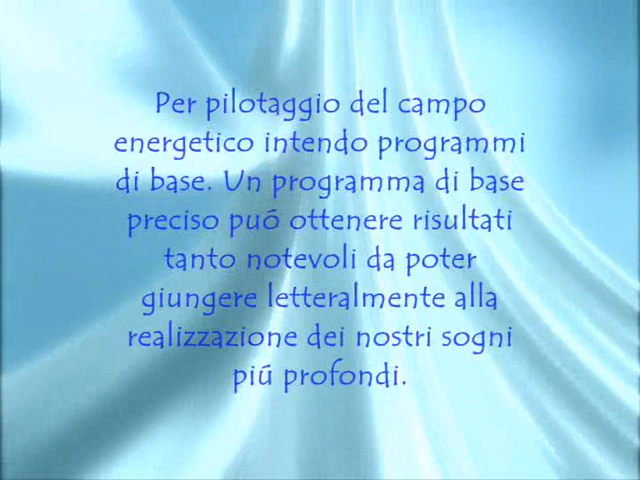 Per pilotaggio del campo
energetico intendo programmi
di base. Un programma di base
preciso puó ottenere risultati
tanto notevoli da poter
giungere letteralmente alla
realizzazione dei nostri sogni
piú profondi.